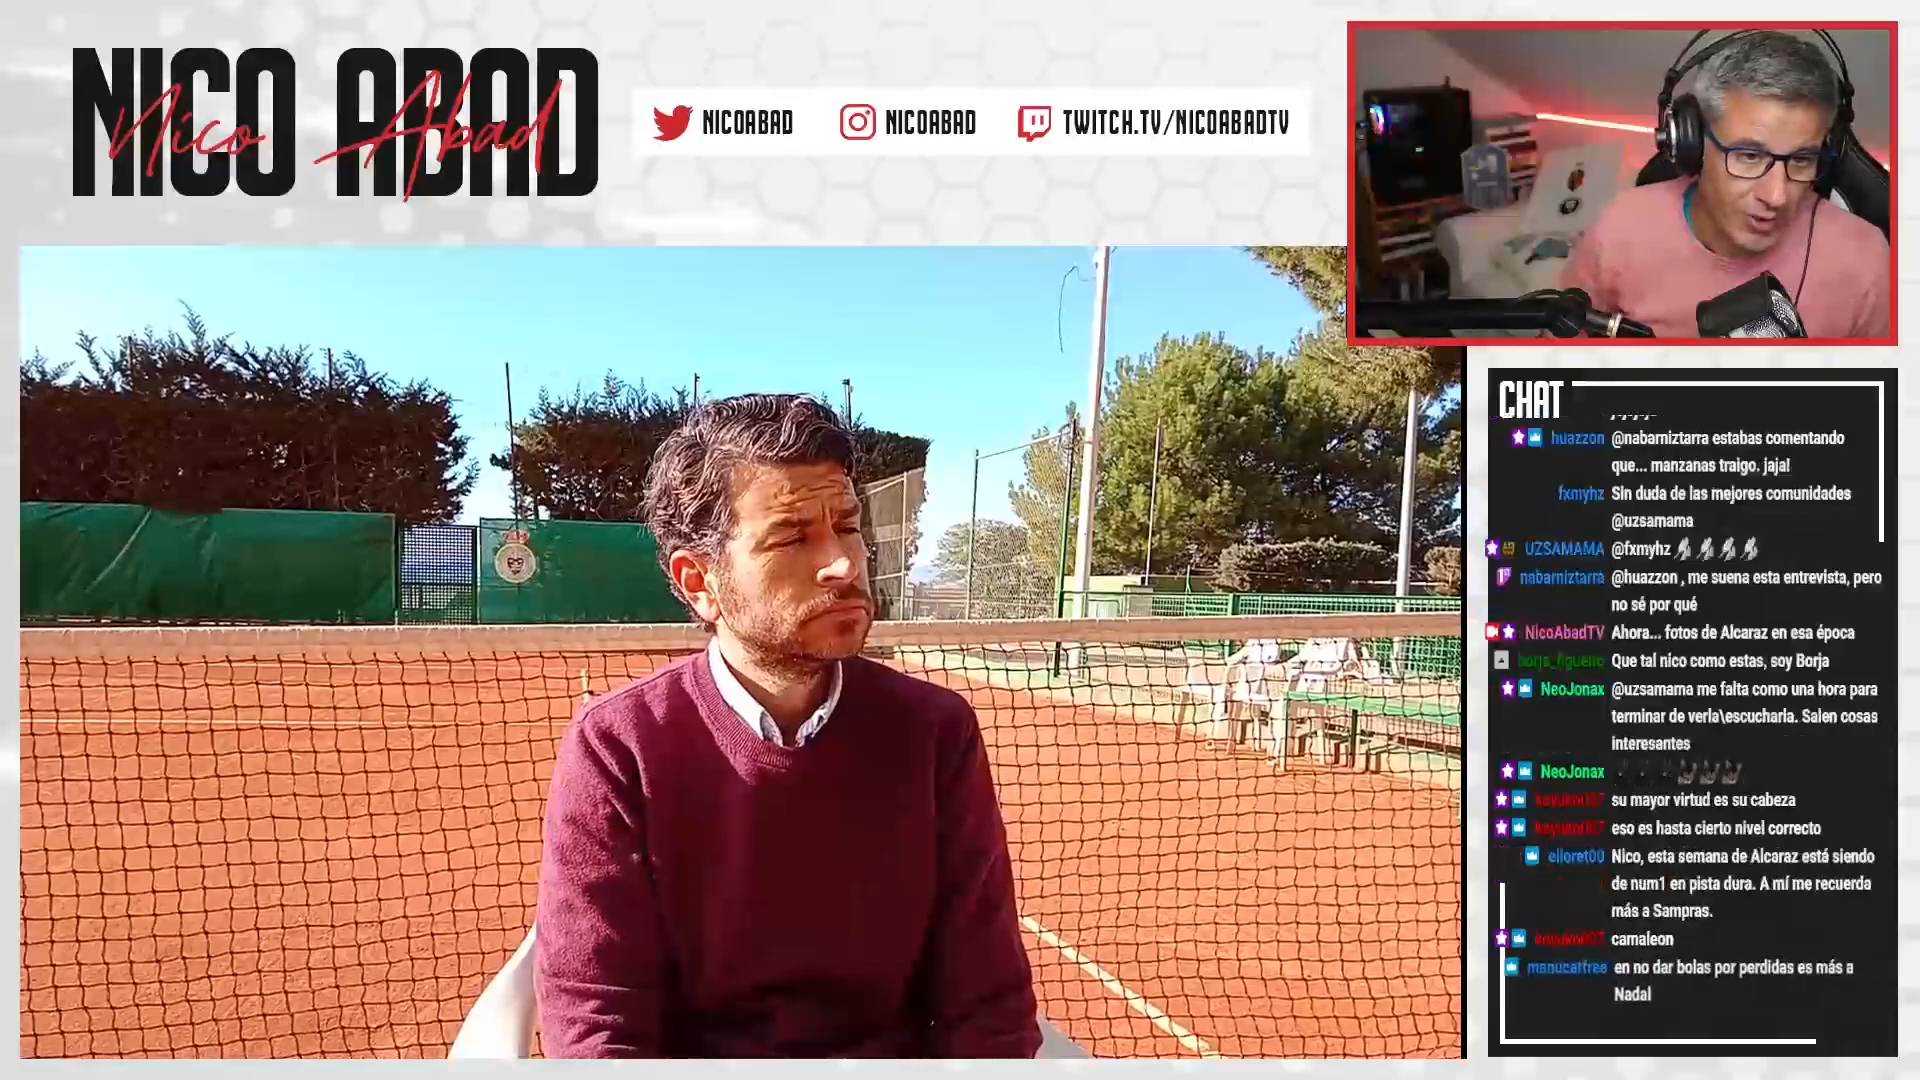 NICO ABAD
Nico Abad
NICOABAD
NICOABAD
TWITCH.TV/NICOABADTV
CHAT
huazzon @nabarniztarra estabas comentando
que... manzanas traigo. jaja!
fxmyhz Sin duda de las mejores comunidades
@uzsamama
UZSAMAMA @fxmyhz
nabarniztarra @huazzon , me suena esta entrevista, pero
no sé por qué
NicoAbadTV Ahora... fotos de Alcaraz en esa época
Que tal nico como estas, soy Borja
NeoJonax @uzsamama me falta como una hora para
terminar de verla\escucharla. Salen cosas
interesantes
NeoJonax
su mayor virtud es su cabeza
eso es hasta cierto nivel correcto
elloret00 Nico, esta semana de Alcaraz está siendo
de num1 en pista dura. A mí me recuerda
más a Sampras.
camaleon
manucatfree en no dar bolas por perdidas es más a
Nadal